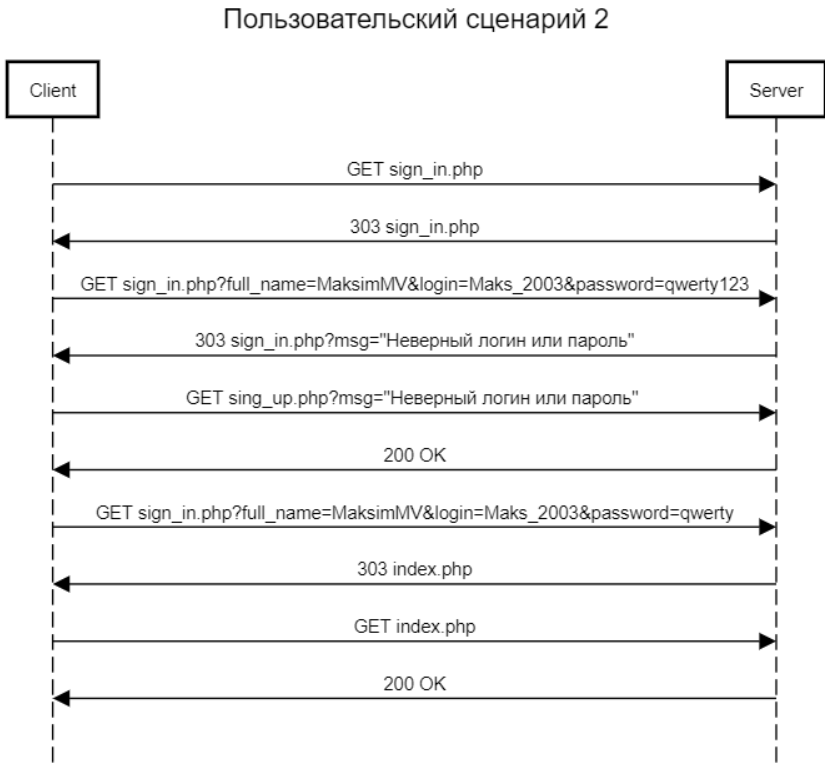 Пользовательский сценарий 2
Client
Server
GET sign_in.php
303 sign_in.php
GET sign_in.php?full_name=MaksimMV&login=Maks_2003&password=qwerty123
303 sign_in.php?msg="Неверный логин или пароль"
GET sing_up.php?msg="Неверный логин или пароль"
200 OK
GET sign_in.php?full_name=MaksimMV&login=Maks_2003&password=qwerty
303 index.php
GET index.php
200 OK